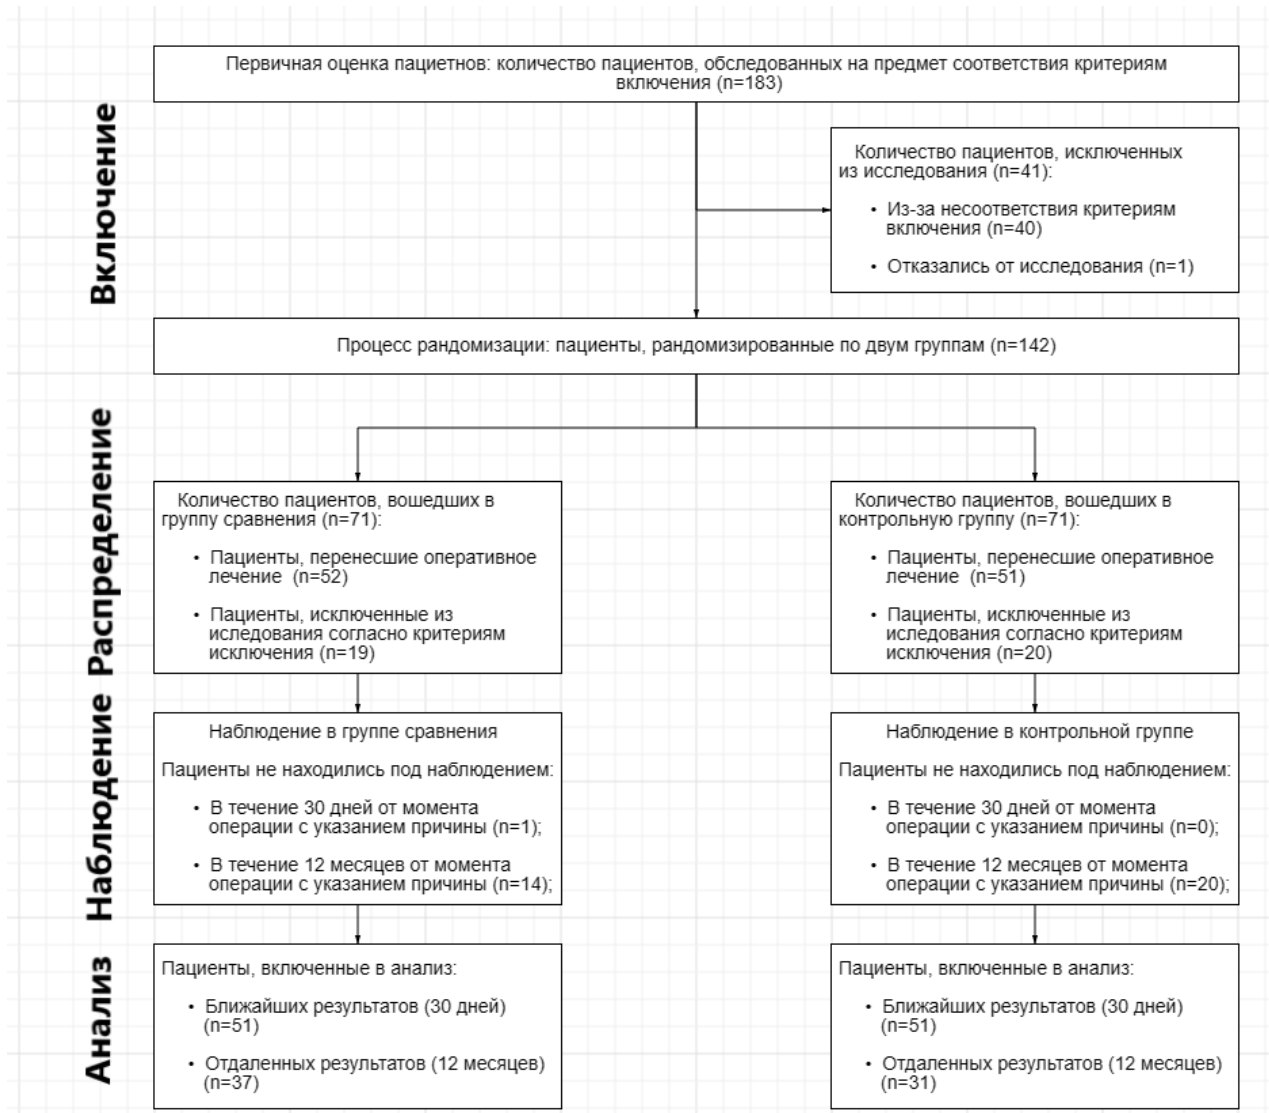 Первичная оценка пациетнов: количество пациентов, обследованных на предмет соответствия критериям
включения (n=183)
Включение
Количество пациентов, исключенных
из исследования (n=41):
• Из-за несоответствия критериям
включения (n=40)
• Отказались от исследования (n=1)
Процесс рандомизации: пациенты, рандомизированные по двум группам (n=142)
Распределение
Количество пациентов, вошедших в
группу сравнения (n=71):
• Пациенты, перенесшие оперативное
лечение (n=52)
• Пациенты, исключенные из
иследования согласно критериям
исключения (n=19)
Количество пациентов, вошедших в
контрольную группу (n=71):
• Пациенты, перенесшие оперативное
лечение (n=51)
• Пациенты, исключенные из
иследования согласно критериям
исключения (n=20)
Наблюдение
Наблюдение в группе сравнения
Пациенты не находились под наблюдением:
• В течение 30 дней от момента
операции с указанием причины (n=1);
• В течение 12 месяцев от момента
операции с указанием причины (n=14);
Наблюдение в контрольной группе
Пациенты не находились под наблюдением:
• В течение 30 дней от момента
операции с указанием причины (n=0);
• В течение 12 месяцев от момента
операции с указанием причины (n=20);
Анализ
Пациенты, включенные в анализ:
• Ближайших результатов (30 дней)
(n=51)
• Отдаленных результатов (12 месяцев)
(n=37)
Пациенты, включенные в анализ:
• Ближайших результатов (30 дней)
(n=51)
• Отдаленных результатов (12 месяцев)
(n=31)